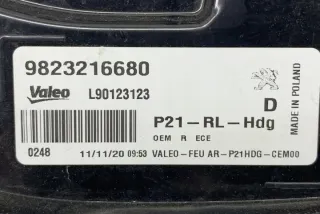 9823216680
Valeo L90123123
D
P21-RL-Hdg
OEM R ECE
0248 11/11/20 09:53 VALEO-FEU AR-P21HDG-CEM00
MADE IN POLAND